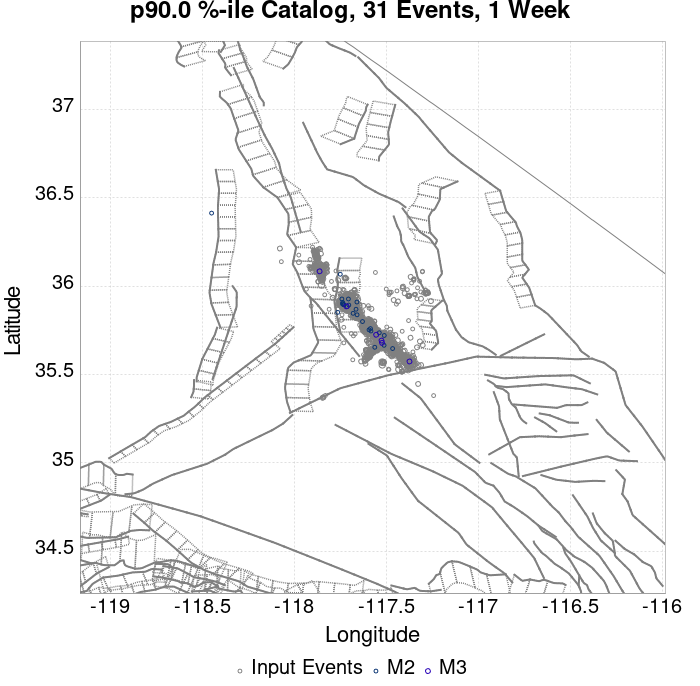 p90.0 %-ile Catalog, 31 Events, 1 Week
37
36.5
36
35.5
35
34.5
Latitude
-119 -118.5 -118 -117.5 -117 -116.5 -116
Longitude
Input Events M2 M3